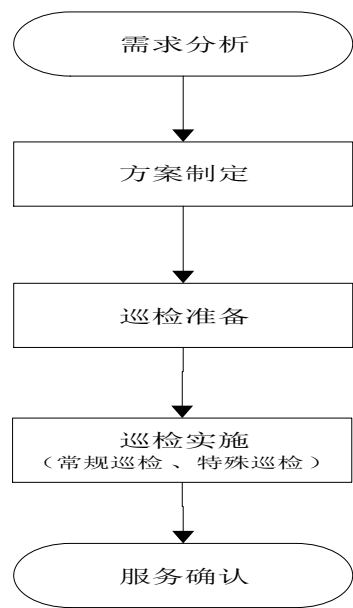 需求分析
方案制定
巡检准备
巡检实施
（常规巡检、特殊巡检）
服务确认